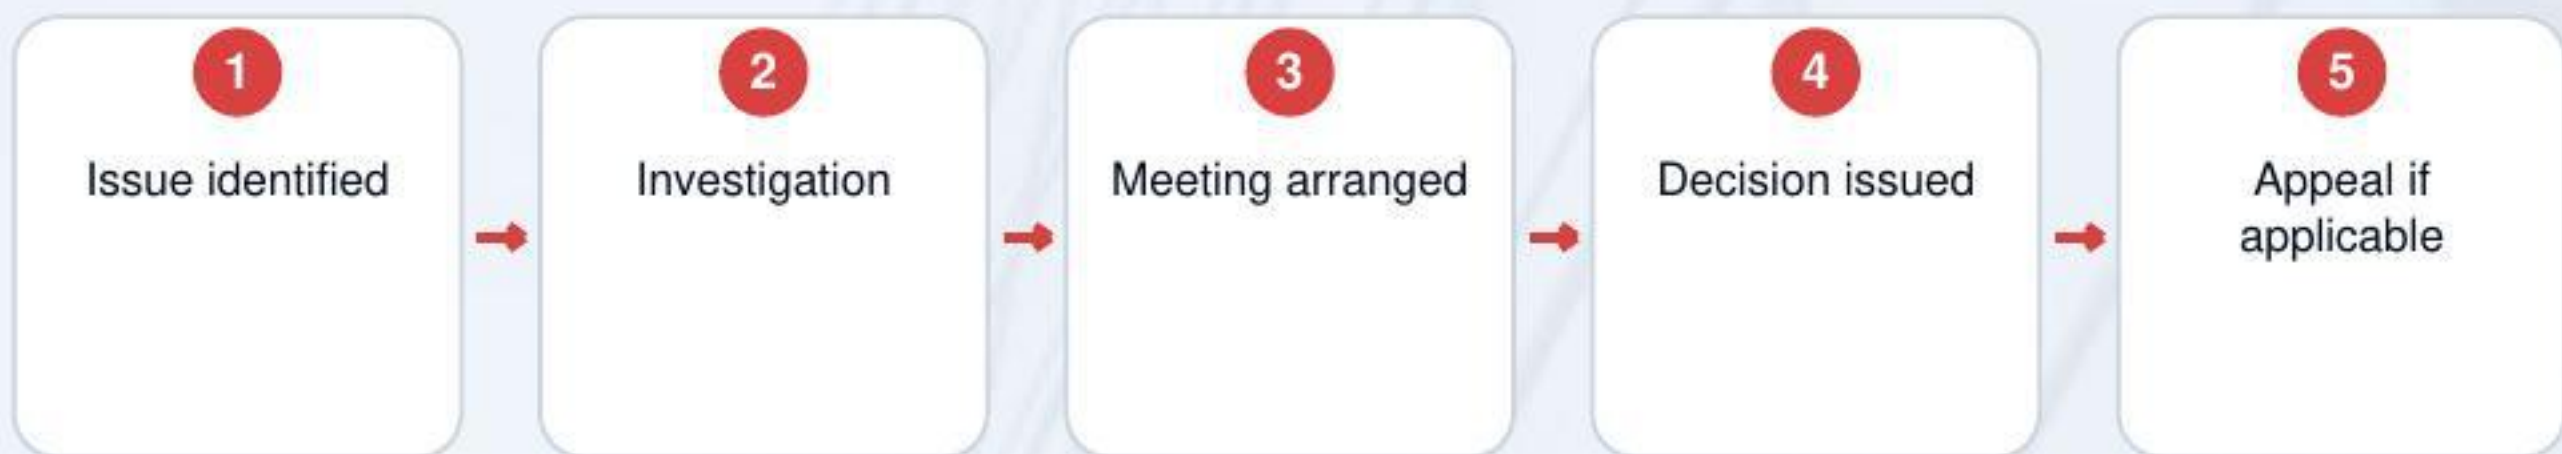 1
Issue identified
2
Investigation
3
Meeting arranged
4
Decision issued
5
Appeal if
applicable